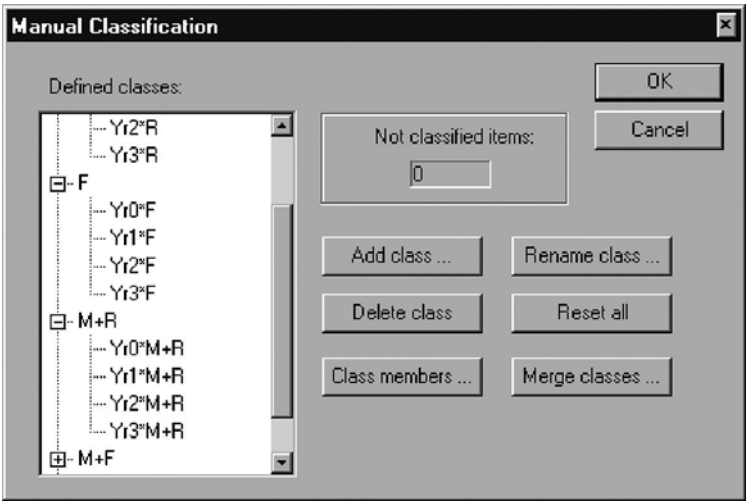 Manual Classification
Defined classes:
Yr2*R
Yr3*R
F
Yr0*F
Yr1*F
Yr2*F
Yr3*F
M+R
Yr0*M+R
Yr1*M+R
Yr2*M+R
Yr3*M+R
M+F
Not classified items:
0
OK
Cancel
Add class ...
Rename class ...
Delete class
Reset all
Class members ...
Merge classes ...